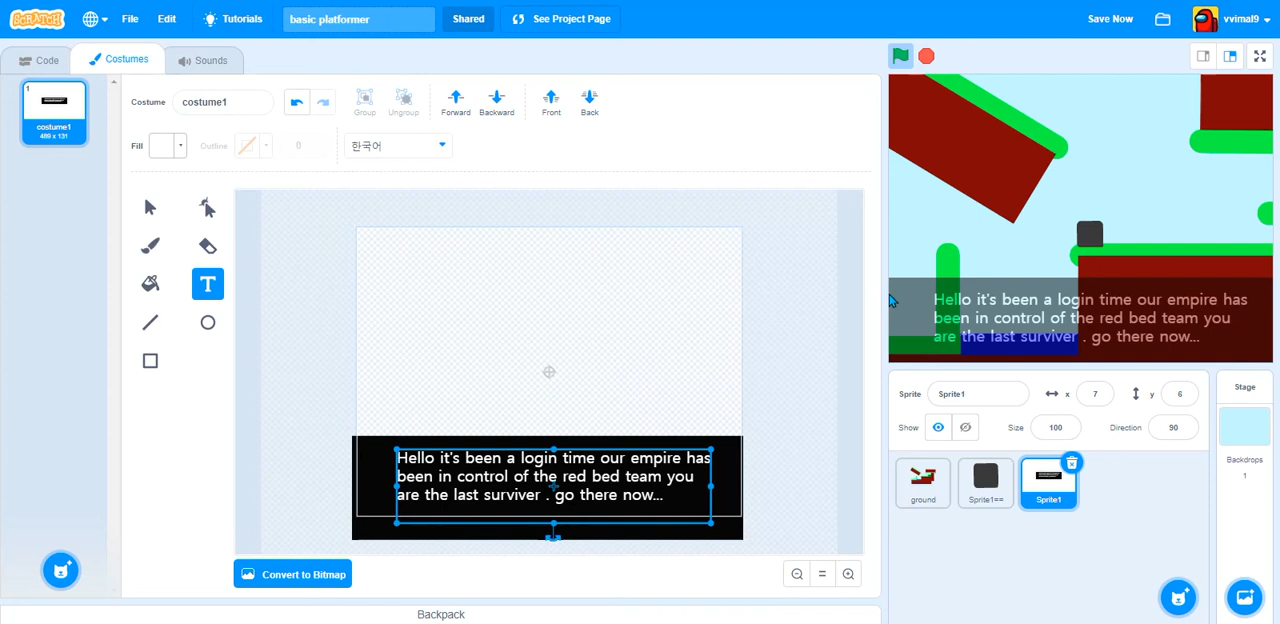 SCRATCH
File
Edit
Tutorials
basic platformer
Shared
See Project Page
Save Now
vvimal9
Code
Costumes
Sounds
1
costume1
489 x 131
Costume
costume1
Group
Ungroup
Forward
Backward
Front
Back
Fill
Outline
0
한국어
T
Hello it's been a login time our empire has
been in control of the red bed team you
are the last surviver . go there now...
Convert to Bitmap
Backpack
Hello it's been a login time our empire has
been in control of the red bed team you
are the last surviver . go there now...
Sprite
Sprite1
x
7
y
6
Show
Size
100
Direction
90
ground
Sprite1==
Sprite1
Stage
Backdrops
1